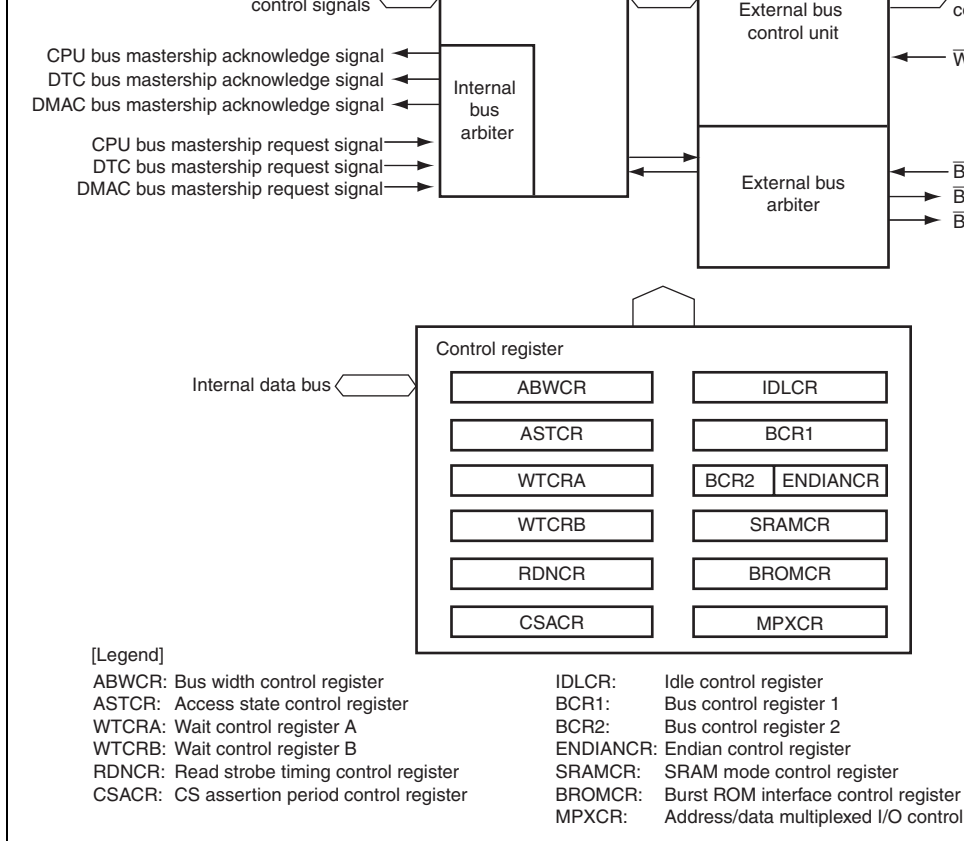 control signals
External bus
control unit
CPU bus mastership acknowledge signal
DTC bus mastership acknowledge signal
DMAC bus mastership acknowledge signal
Internal
bus
arbiter
CPU bus mastership request signal
DTC bus mastership request signal
DMAC bus mastership request signal
External bus
arbiter
Control register
Internal data bus
ABWCR IDLCR
ASTCR BCR1
WTCRA BCR2 ENDIANCR
WTCRB SRAMCR
RDNCR BROMCR
CSACR MPXCR
[Legend]
ABWCR: Bus width control register
ASTCR: Access state control register
WTCRA: Wait control register A
WTCRB: Wait control register B
RDNCR: Read strobe timing control register
CSACR: CS assertion period control register
IDLCR: Idle control register
BCR1: Bus control register 1
BCR2: Bus control register 2
ENDIANCR: Endian control register
SRAMCR: SRAM mode control register
BROMCR: Burst ROM interface control register
MPXCR: Address/data multiplexed I/O control